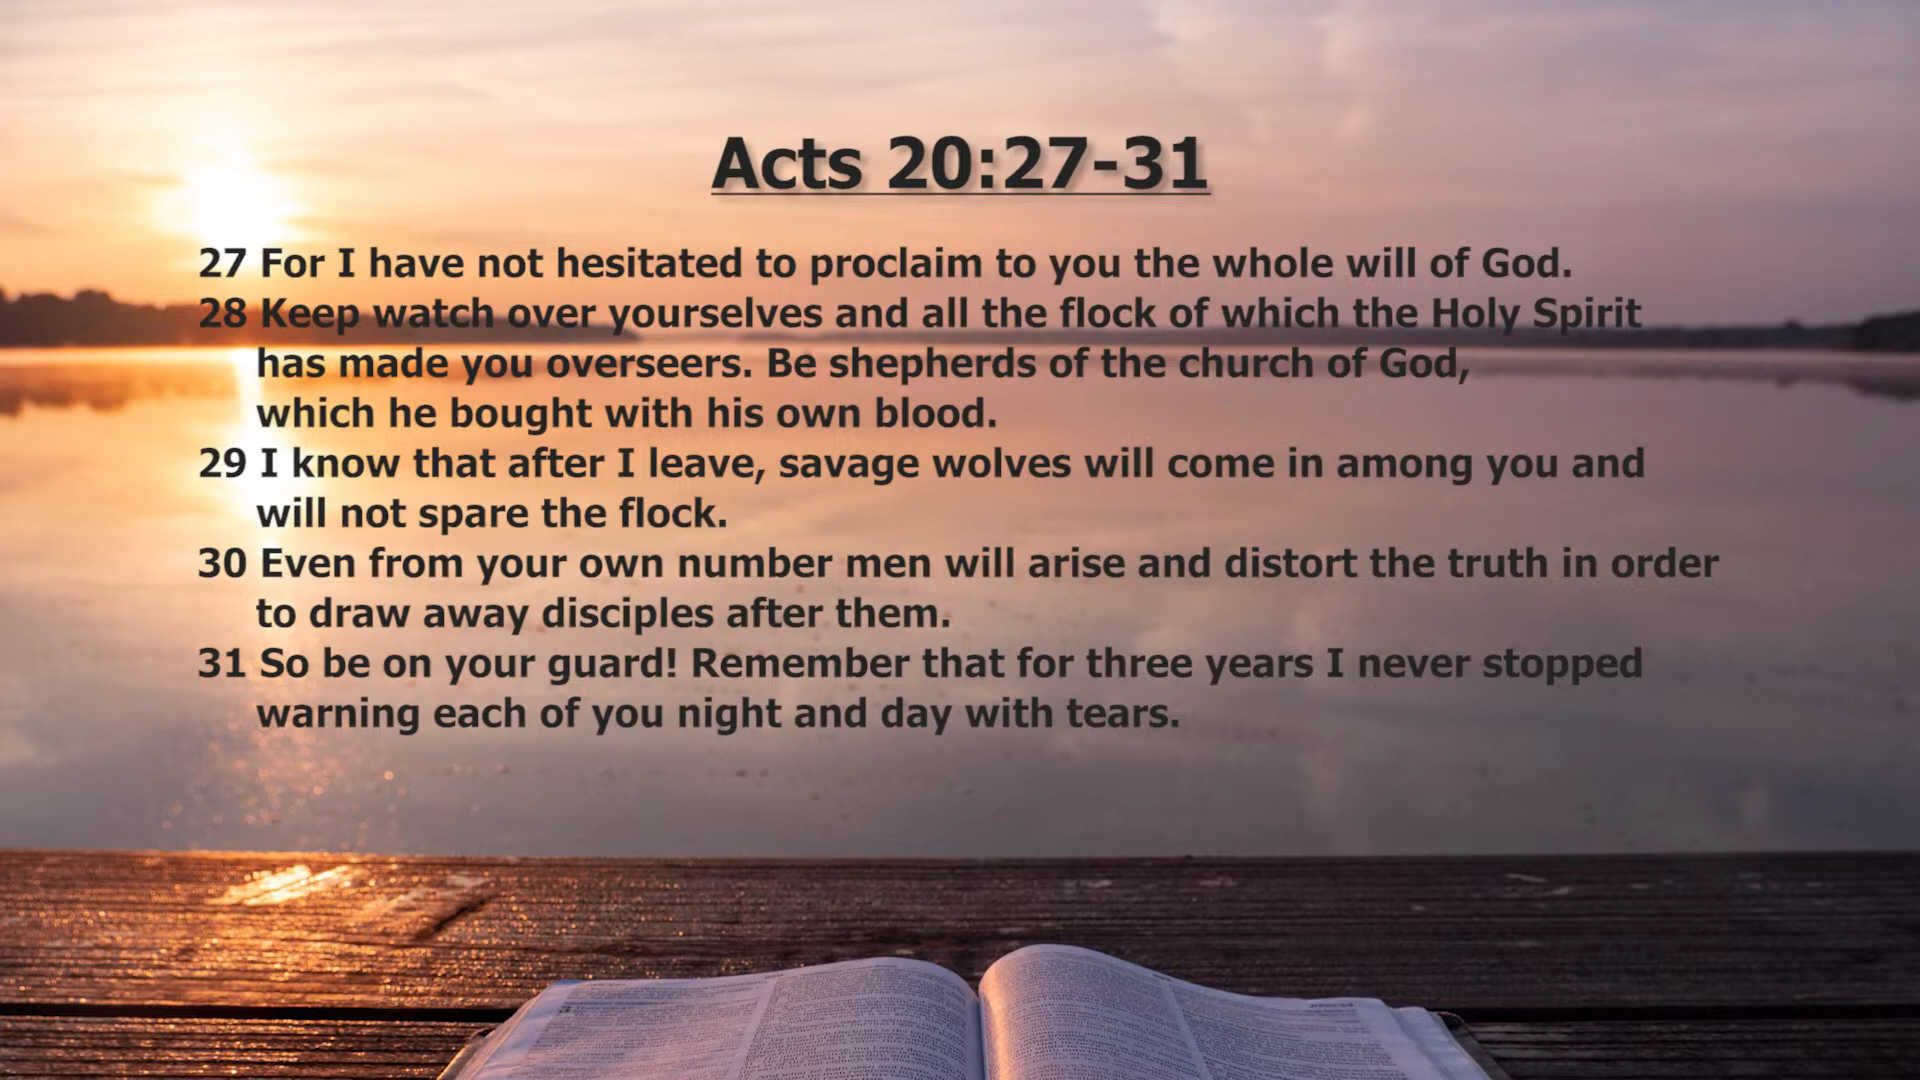 Acts 20:27-31
27 For I have not hesitated to proclaim to you the whole will of God.
28 Keep watch over yourselves and all the flock of which the Holy Spirit
has made you overseers. Be shepherds of the church of God,
which he bought with his own blood.
29 I know that after I leave, savage wolves will come in among you and
will not spare the flock.
30 Even from your own number men will arise and distort the truth in order
to draw away disciples after them.
31 So be on your guard! Remember that for three years I never stopped
warning each of you night and day with tears.